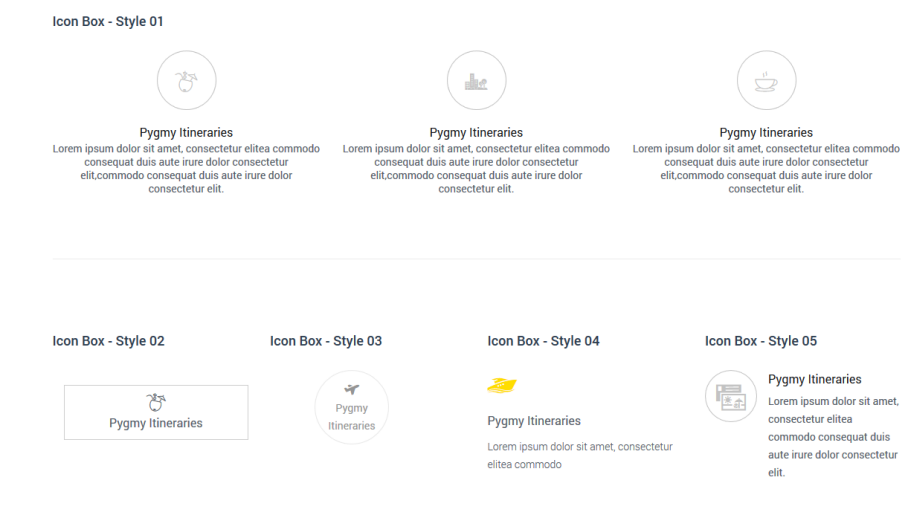 Icon Box - Style 01
Pygmy Itineraries
Lorem ipsum dolor sit amet, consectetur elitea commodo
consequat duis aute irure dolor consectetur
elit,commodo consequat duis aute irure dolor
consectetur elit.
Pygmy Itineraries
Lorem ipsum dolor sit amet, consectetur elitea commodo
consequat duis aute irure dolor consectetur
elit,commodo consequat duis aute irure dolor
consectetur elit.
Pygmy Itineraries
Lorem ipsum dolor sit amet, consectetur elitea commodo
consequat duis aute irure dolor consectetur
elit,commodo consequat duis aute irure dolor
consectetur elit.
Icon Box - Style 02
Pygmy Itineraries
Icon Box - Style 03
Pygmy
Itineraries
Icon Box - Style 04
Pygmy Itineraries
Lorem ipsum dolor sit amet, consectetur
elitea commodo
Icon Box - Style 05
Pygmy Itineraries
Lorem ipsum dolor sit amet,
consectetur elitea
commodo consequat duis
aute irure dolor consectetur
elit.